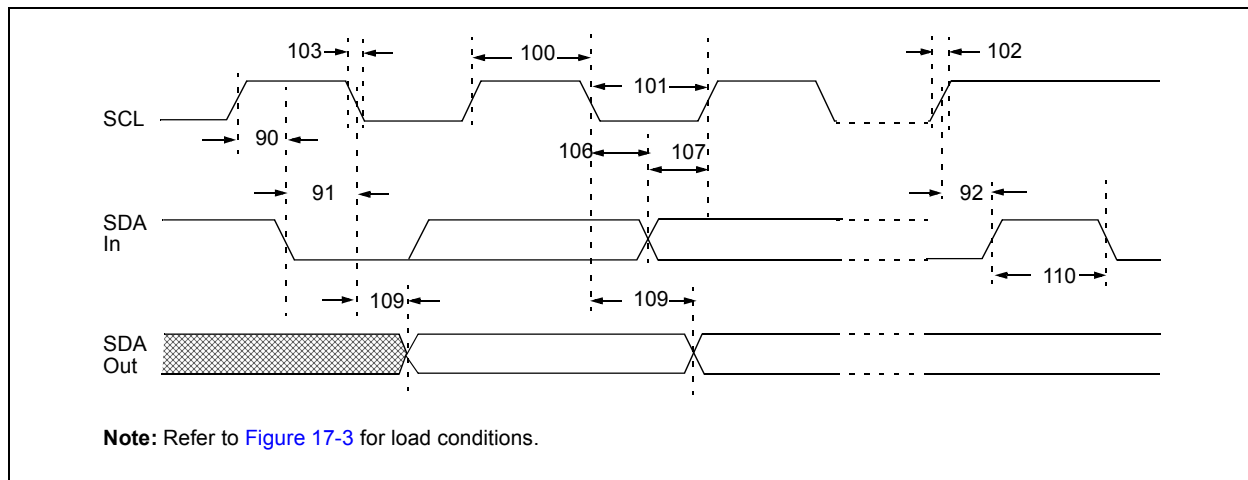 103
100
102
101
SCL
90
106
107
91
92
SDA
In
110
109
109
SDA
Out
Note: Refer to Figure 17-3 for load conditions.